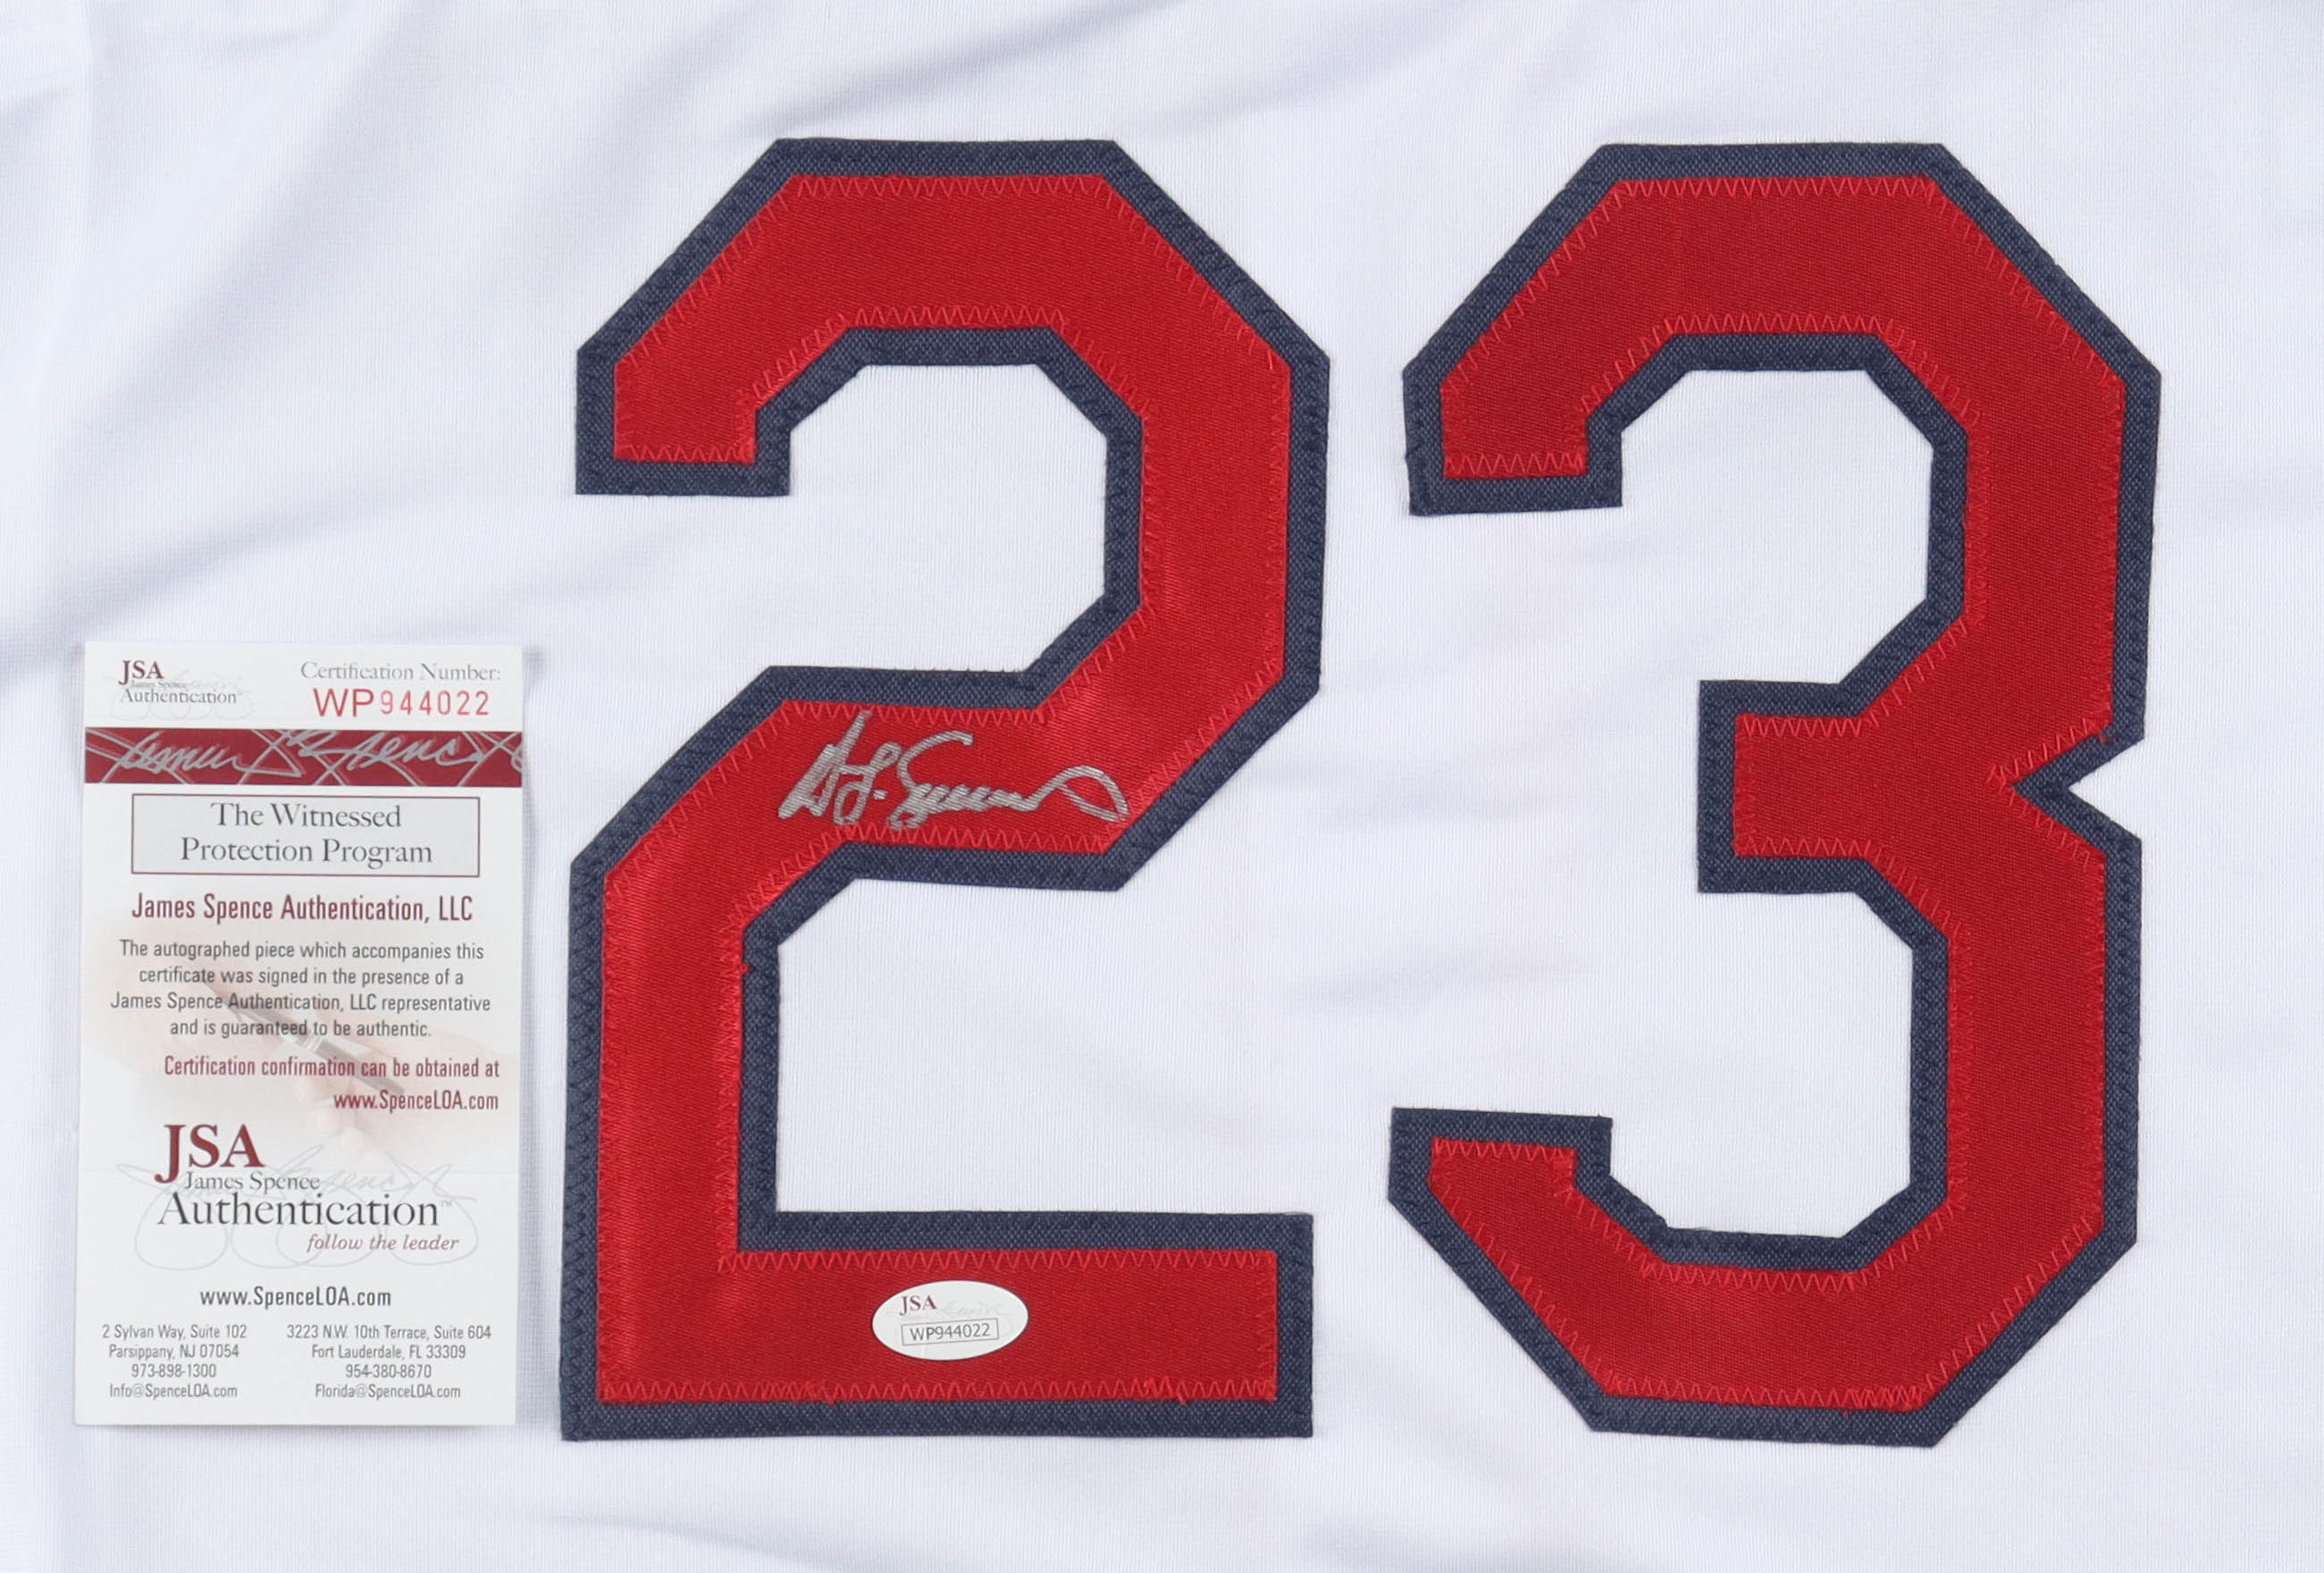 23
JSA
James Spence
Authentication
Certification Number:
WP944022
James Spence
The Witnessed
Protection Program
James Spence Authentication, LLC
The autographed piece which accompanies this
certificate was signed in the presence of a
James Spence Authentication, LLC representative
and is guaranteed to be authentic.
Certification confirmation can be obtained at
www.SpenceLOA.com
JSA
James Spence
Authentication™
follow the leader
www.SpenceLOA.com
2 Sylvan Way, Suite 102
Parsippany, NJ 07054
973-898-1300
Info@SpenceLOA.com
3223 N.W. 10th Terrace, Suite 604
Fort Lauderdale, FL 33309
954-380-8670
Florida@SpenceLOA.com
JSA
WP944022